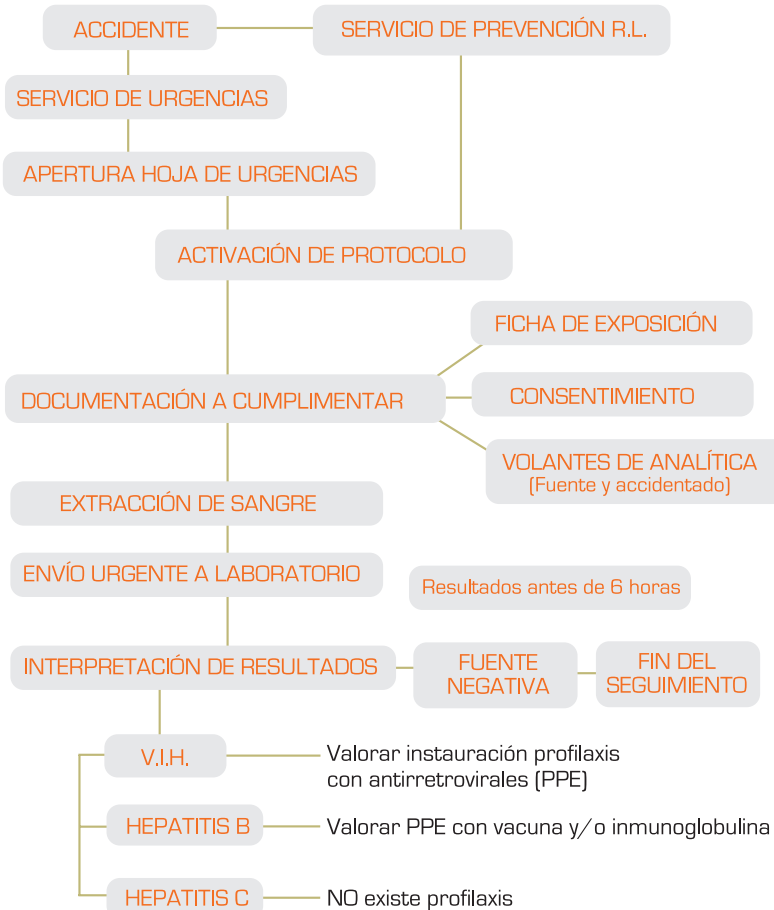 ACCIDENTE
SERVICIO DE PREVENCIÓN R.L.
SERVICIO DE URGENCIAS
APERTURA HOJA DE URGENCIAS
ACTIVACIÓN DE PROTOCOLO
FICHA DE EXPOSICIÓN
DOCUMENTACIÓN A CUMPLIMENTAR
CONSENTIMIENTO
VOLANTES DE ANALÍTICA
(Fuente y accidentado)
EXTRACCIÓN DE SANGRE
ENVÍO URGENTE A LABORATORIO
Resultados antes de 6 horas
INTERPRETACIÓN DE RESULTADOS
FUENTE
NEGATIVA
FIN DEL
SEGUIMIENTO
V.I.H.
Valorar instauración profilaxis
con antirretrovirales (PPE)
HEPATITIS B
Valorar PPE con vacuna y/o inmunoglobulina
HEPATITIS C
NO existe profilaxis